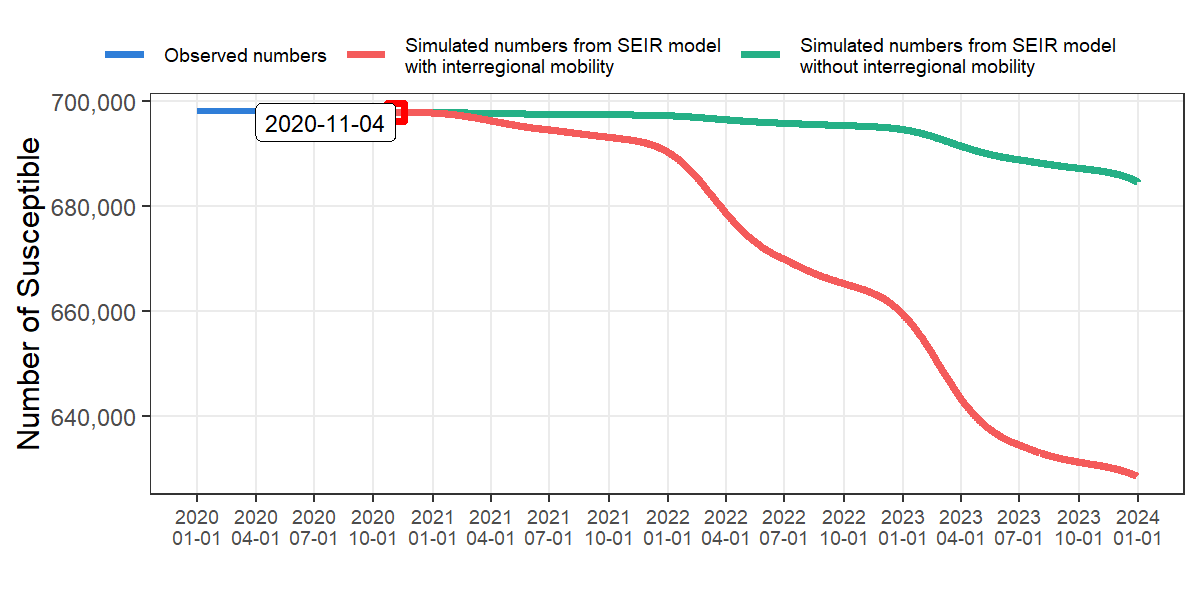 Observed numbers
Simulated numbers from SEIR model
with interregional mobility
Simulated numbers from SEIR model
without interregional mobility
Number of Susceptible
700,000
680,000
660,000
640,000
2020-11-04
2020 2020 2020 2020 2021 2021 2021 2021 2022 2022 2022 2022 2023 2023 2023 2023 2024
01-01 04-01 07-01 10-01 01-01 04-01 07-01 10-01 01-01 04-01 07-01 10-01 01-01 04-01 07-01 10-01 01-01